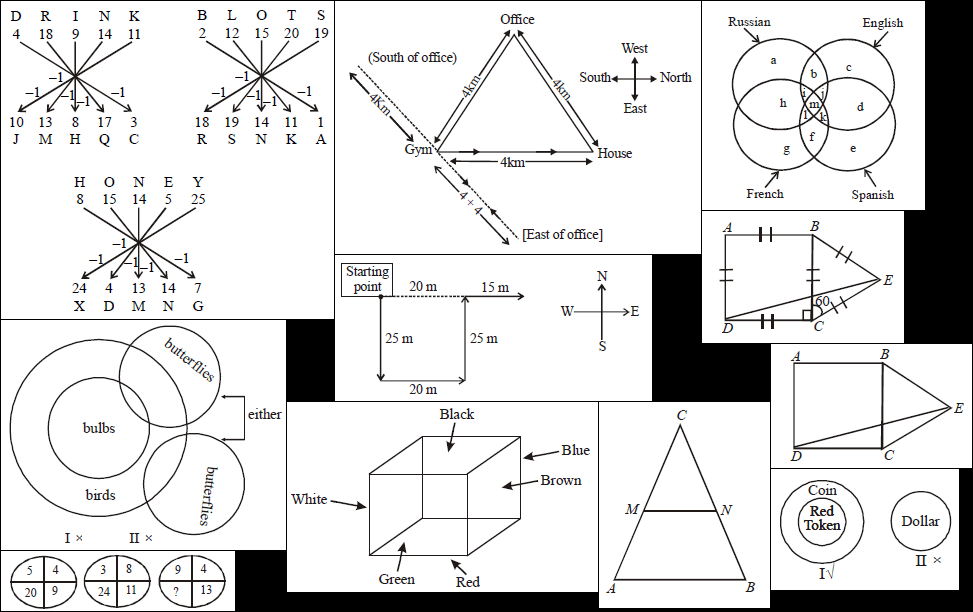 D R I N K
4 18 9 14 11
–1
–1 –1 –1 –1
10 13 8 17 3
J M H Q C
B L O T S
2 12 15 20 19
–1
–1 –1 –1 –1
18 19 14 11 1
R S N K A
H O N E Y
8 15 14 5 25
–1
–1 –1 –1 –1
24 4 13 14 7
X D M N G
Office
(South of office)
4Km
4km
4km
Gym
House
4km
4 × 4
[East of office]
West
South North
East
Russian
English
a
b
c
i j
h m d
l k
f
g e
French
Spanish
Starting
point
20 m 15 m
25 m 25 m
20 m
N
W E
S
A B
E
60
D C
butterflies
either
bulbs
birds
butterflies
I × II ×
Black
Blue
Brown
White
Green
Red
C
M N
A B
A B
E
D C
Coin
Red
Token
Dollar
I√ II ×
5 4
20 9
3 8
24 11
9 4
? 13